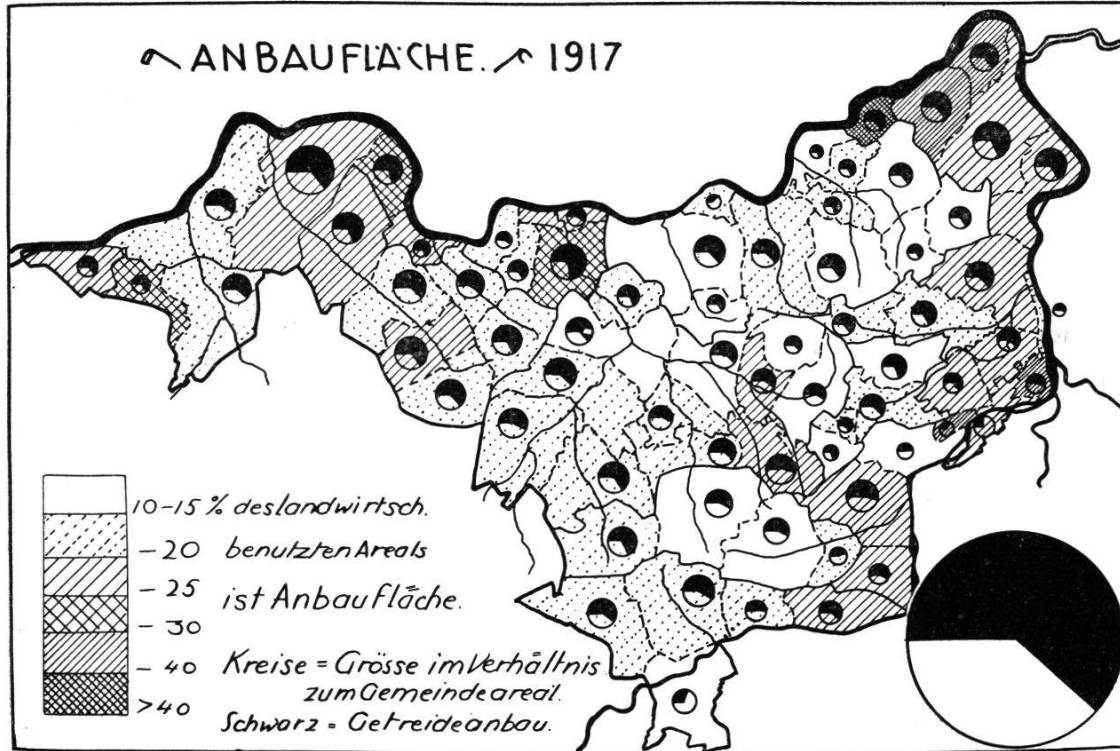 ANBAUFLÄCHE. 1917
10-15% des landwirtsch.
-20 benutzten Areals
-25
ist Anbaufläche.
-30
-40 Kreise = Grösse im Verhältnis
zum Gemeindeareal.
>40
Schwarz = Getreideanbau.